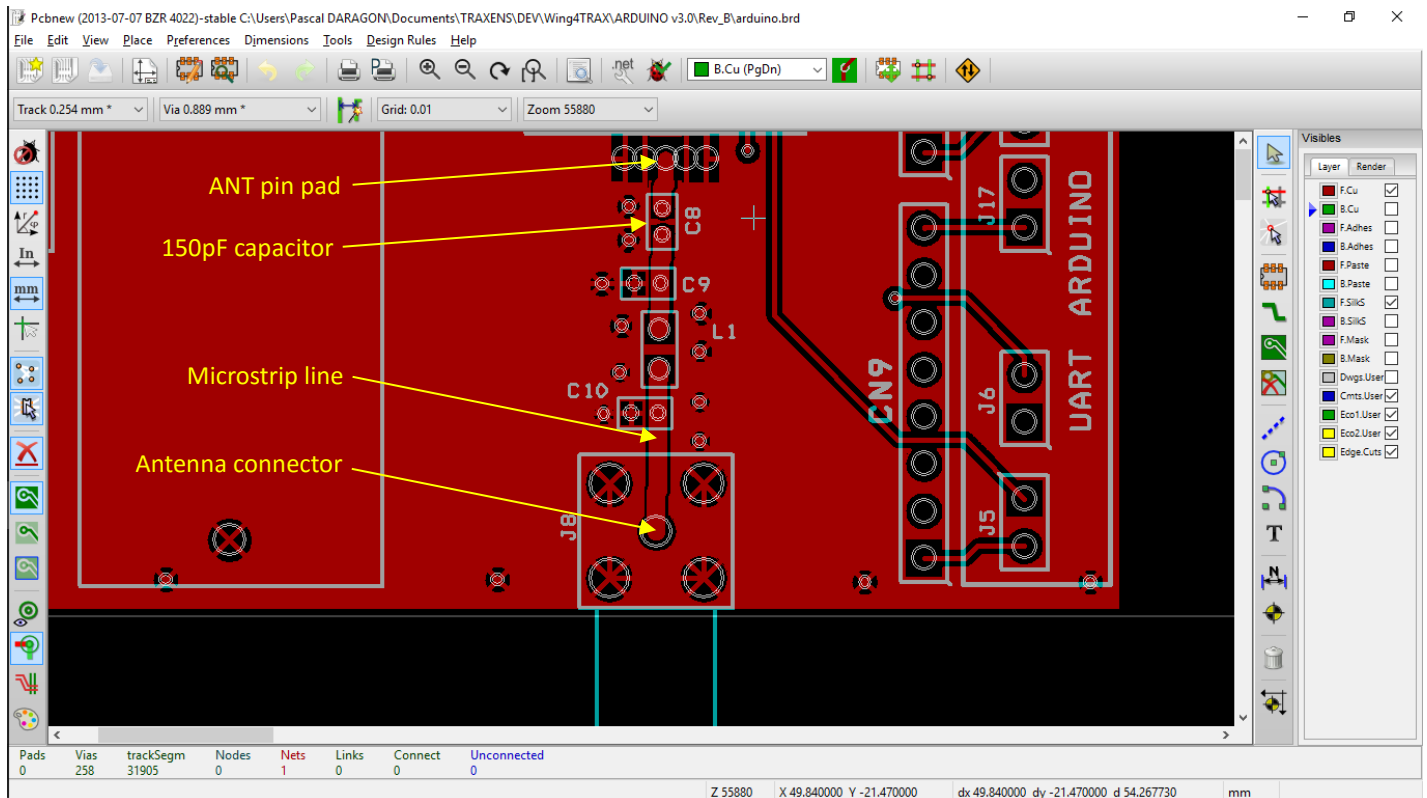 Pcbnew (2013-07-07 BZR 4022)-stable C:\Users\Pascal DARAGON\Documents\TRAXENS\DEV\Wing4TRAX\ARDUINO v3.0\Rev_B\arduino.brd
File Edit View Place Preferences Dimensions Tools Design Rules Help
.net
B.Cu (PgDn)
Track 0.254 mm *
Via 0.889 mm *
Grid: 0.01
Zoom 55880
In
mm
ANT pin pad
150pF capacitor
Microstrip line
Antenna connector
C8
C9
L1
C10
J8
CN9
J17
J6
J5
UART ARDUINO
T
N
Visibles
Layer Render
F.Cu
B.Cu
F.Adhes
B.Adhes
F.Paste
B.Paste
F.SilkS
B.SilkS
F.Mask
B.Mask
Dwgs.User
Cmts.User
Eco1.User
Eco2.User
Edge.Cuts
Pads Vias trackSegm Nodes Nets Links Connect Unconnected
0 258 31905 0 1 0 0 0
Z 55880 X 49.840000 Y -21.470000 dx 49.840000 dy -21.470000 d 54.267730 mm